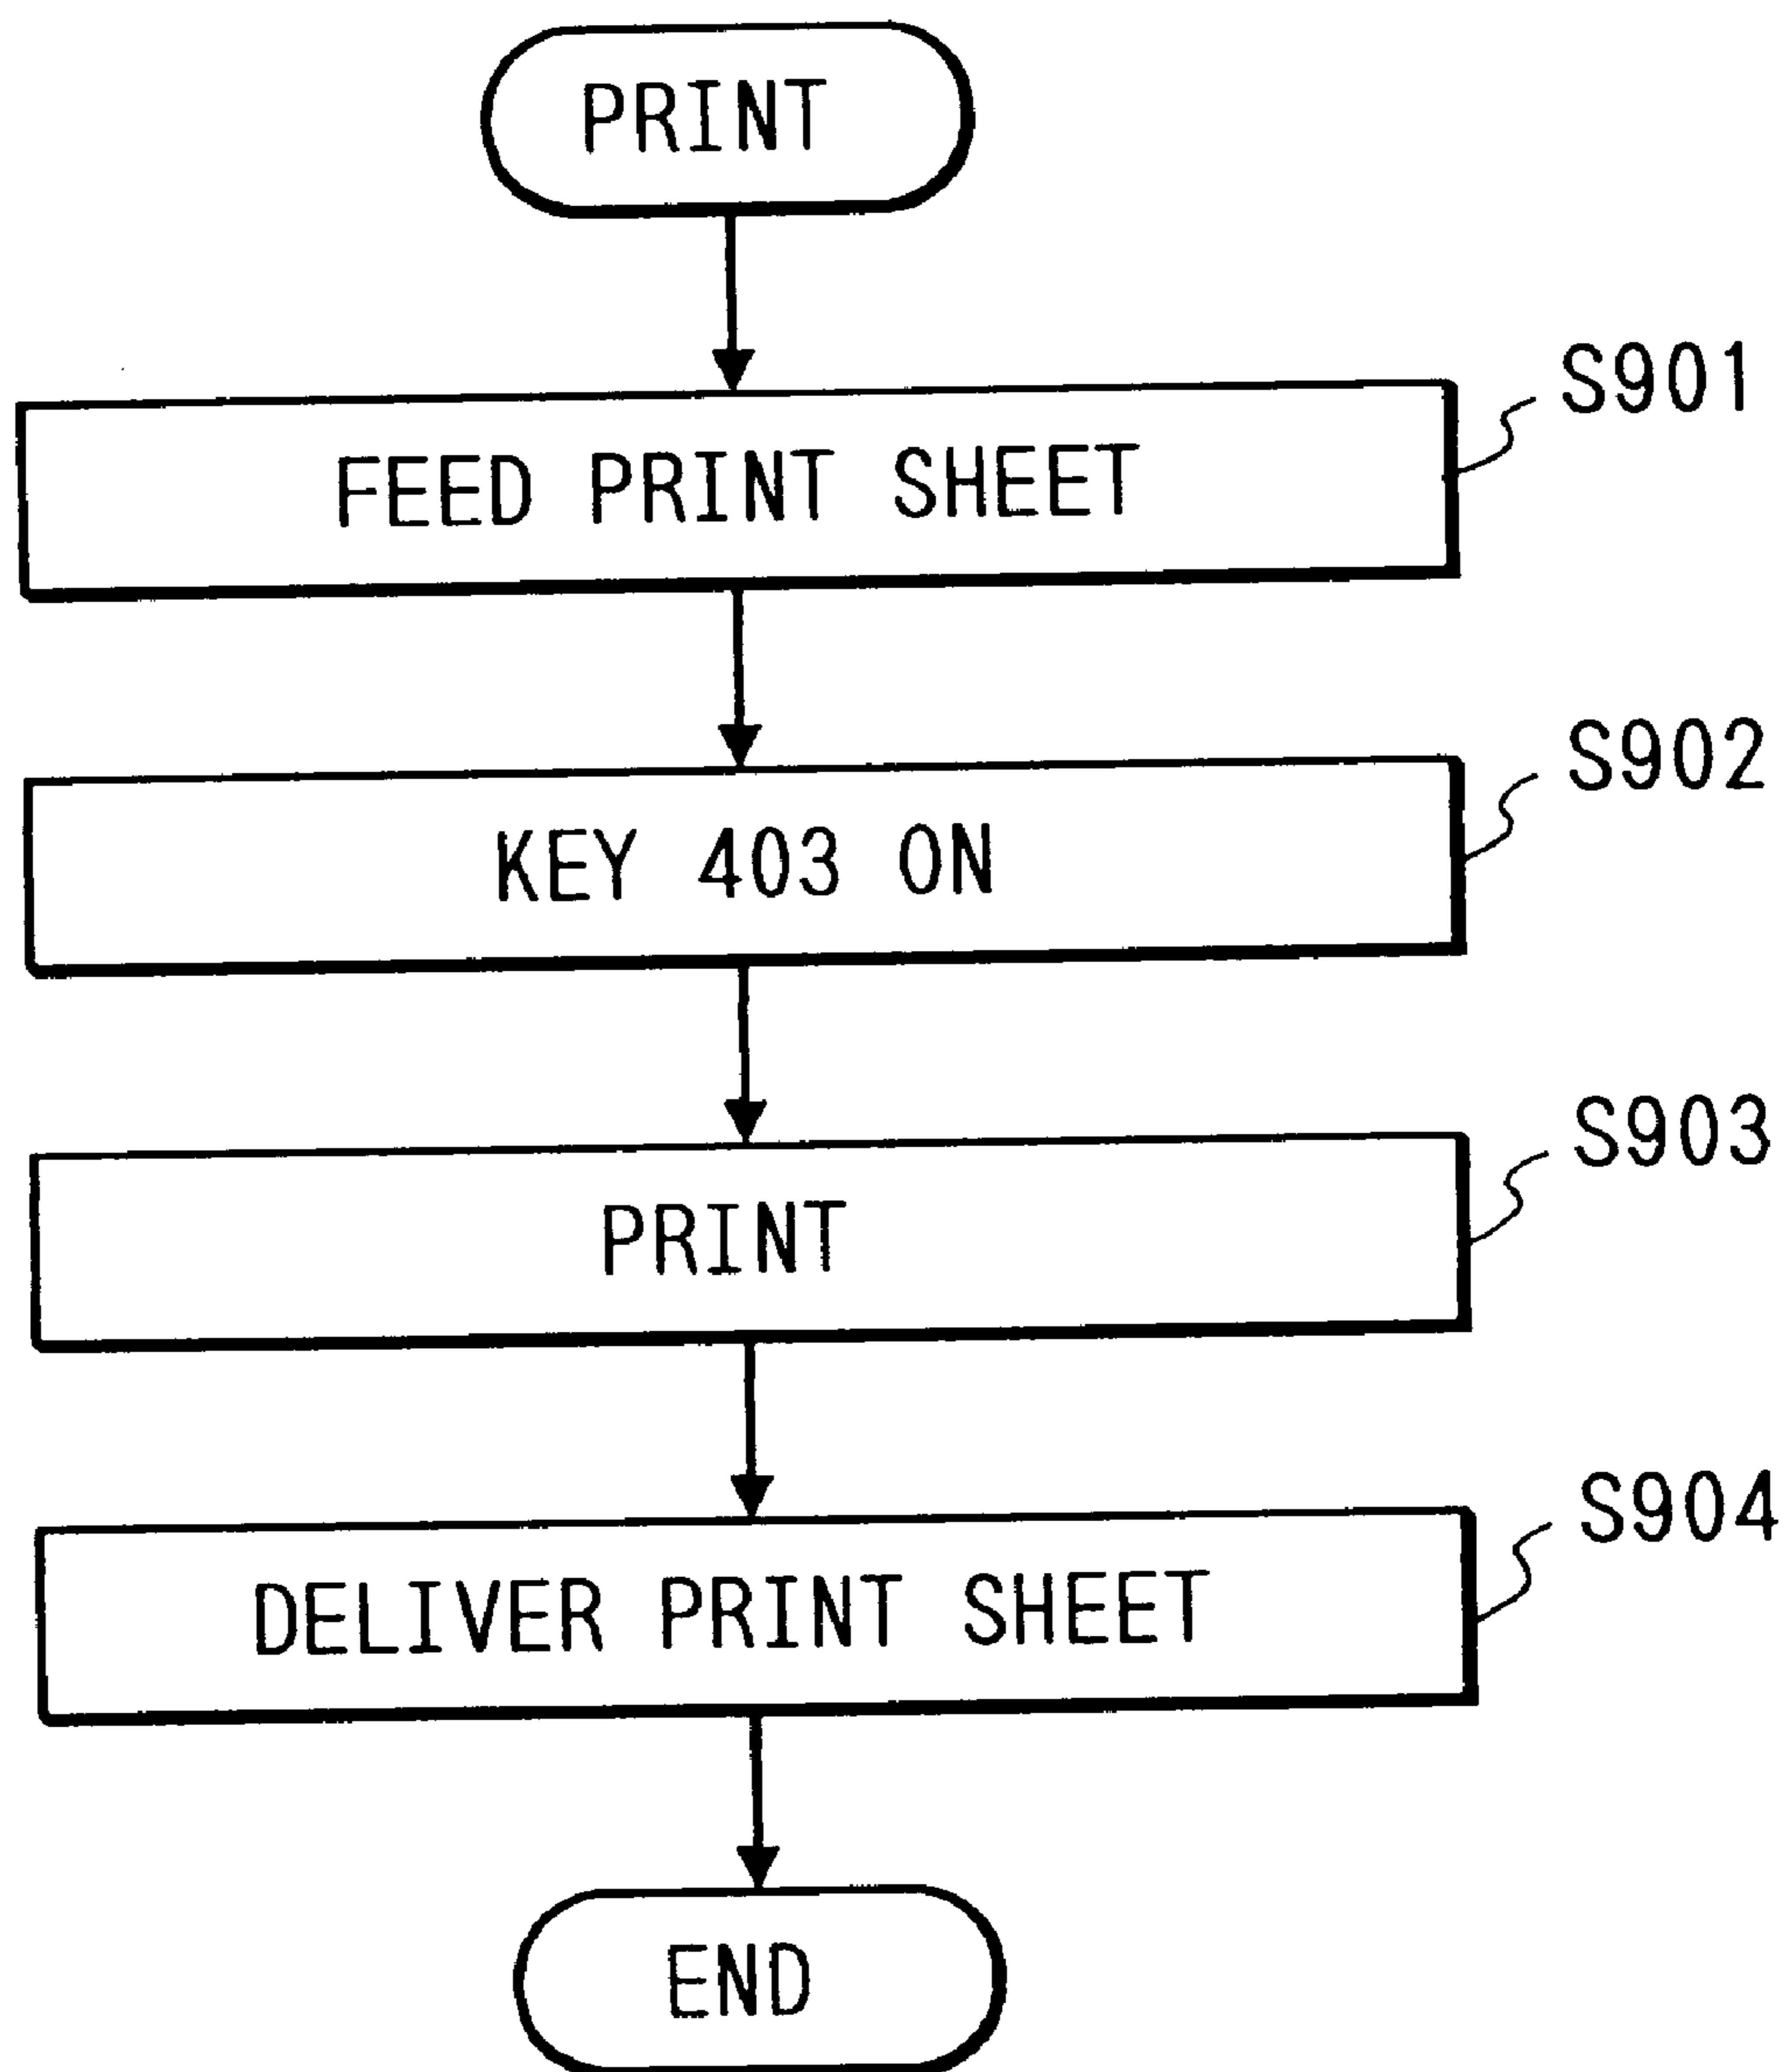 PRINT
S901
FEED PRINT SHEET
S902
KEY 403 ON
S903
PRINT
S904
DELIVER PRINT SHEET
END